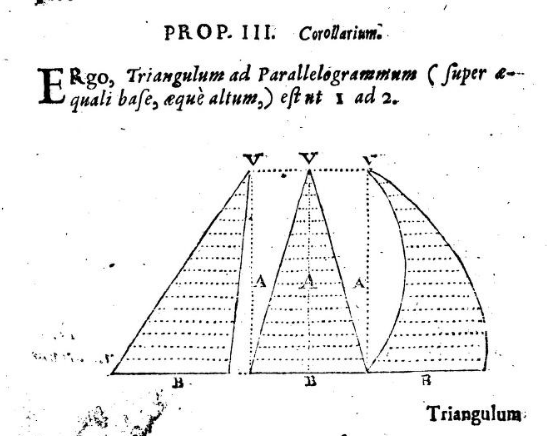 PROP. III. Corollarium.
ERgo, Triangulum ad Parallelogrammum ( ſuper æ-
quali baſe, æquè altum,) eſt ut 1 ad 2.
V V V
A A A
B B B
Triangulum